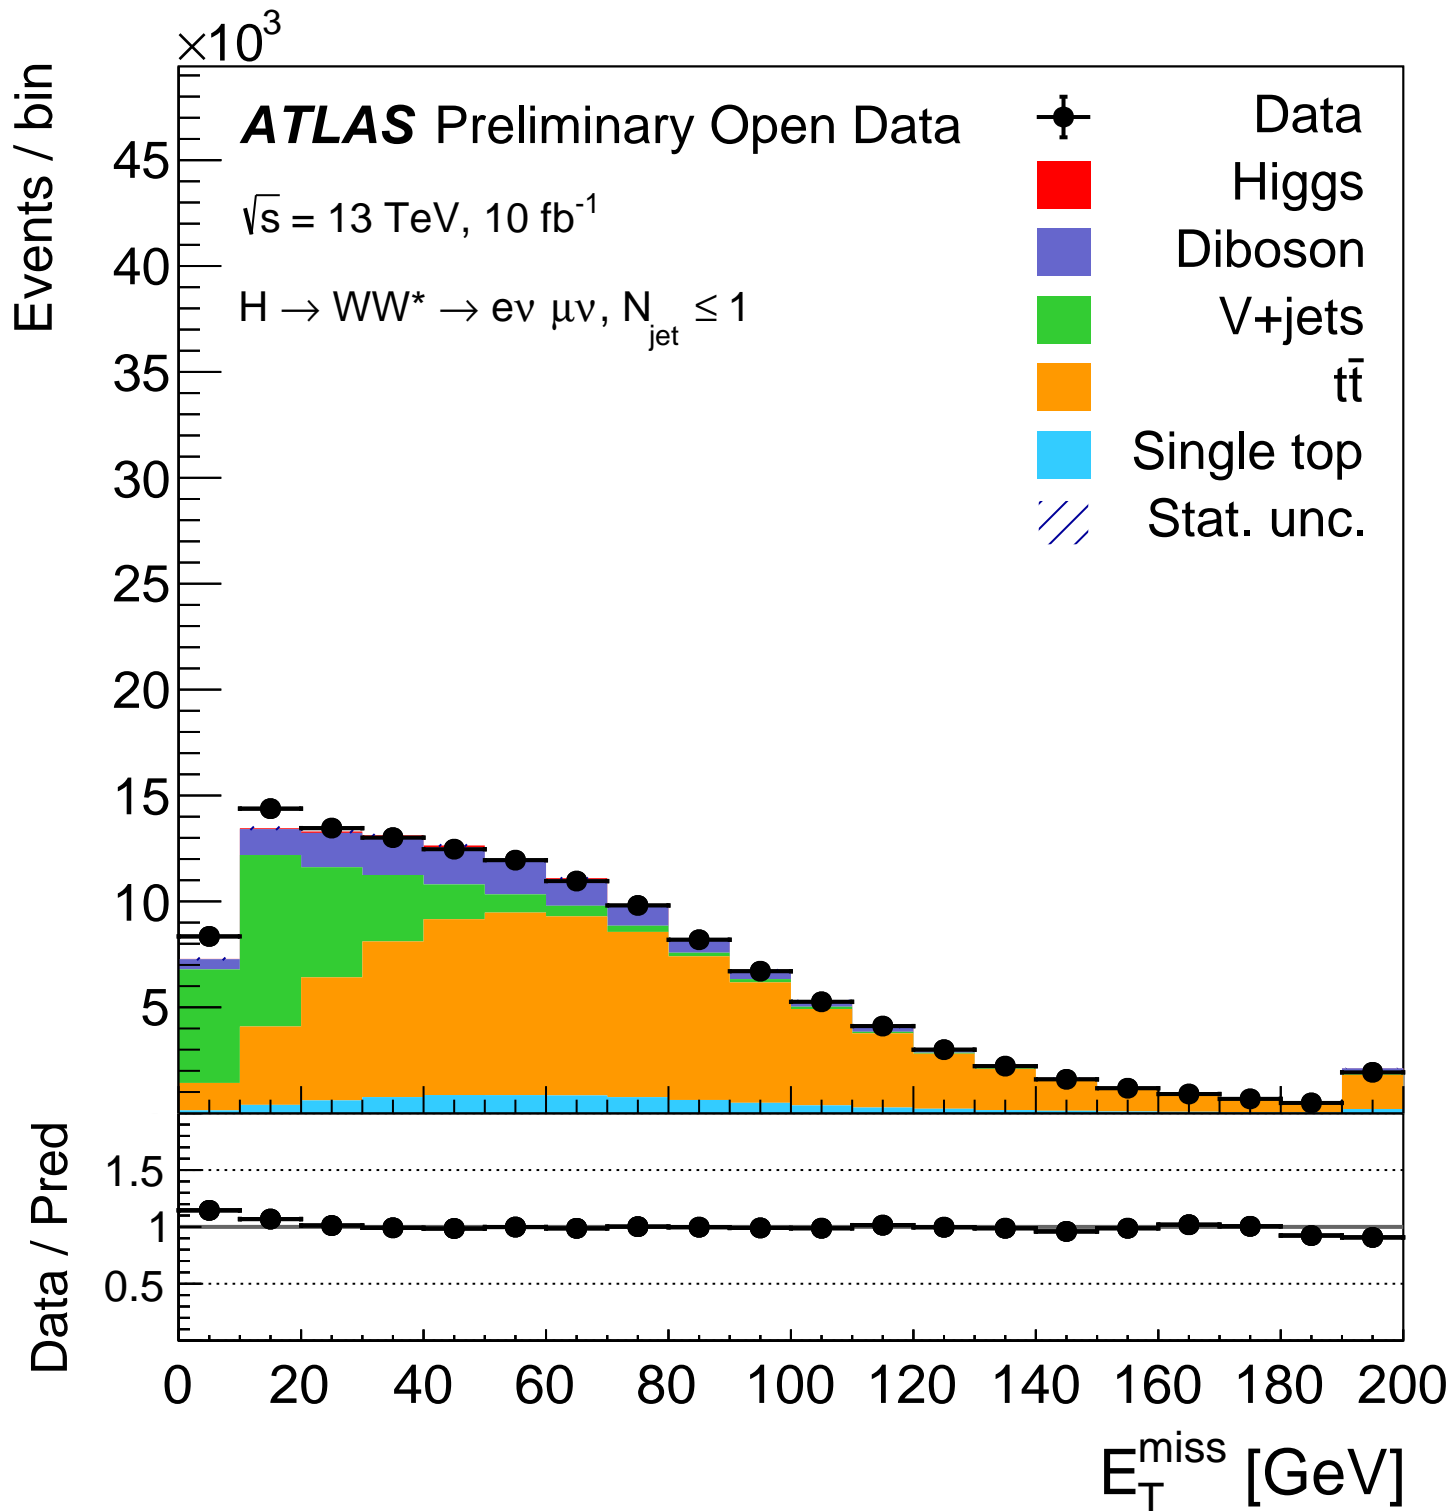 ×10³
Events / bin
ATLAS Preliminary Open Data
√s = 13 TeV, 10 fb⁻¹
H → WW* → eν μν, N_jet ≤ 1
Data
Higgs
Diboson
V+jets
tt̄
Single top
Stat. unc.
45
40
35
30
25
20
15
10
5
Data / Pred
1.5
1
0.5
0 20 40 60 80 100 120 140 160 180 200
E_T^miss [GeV]